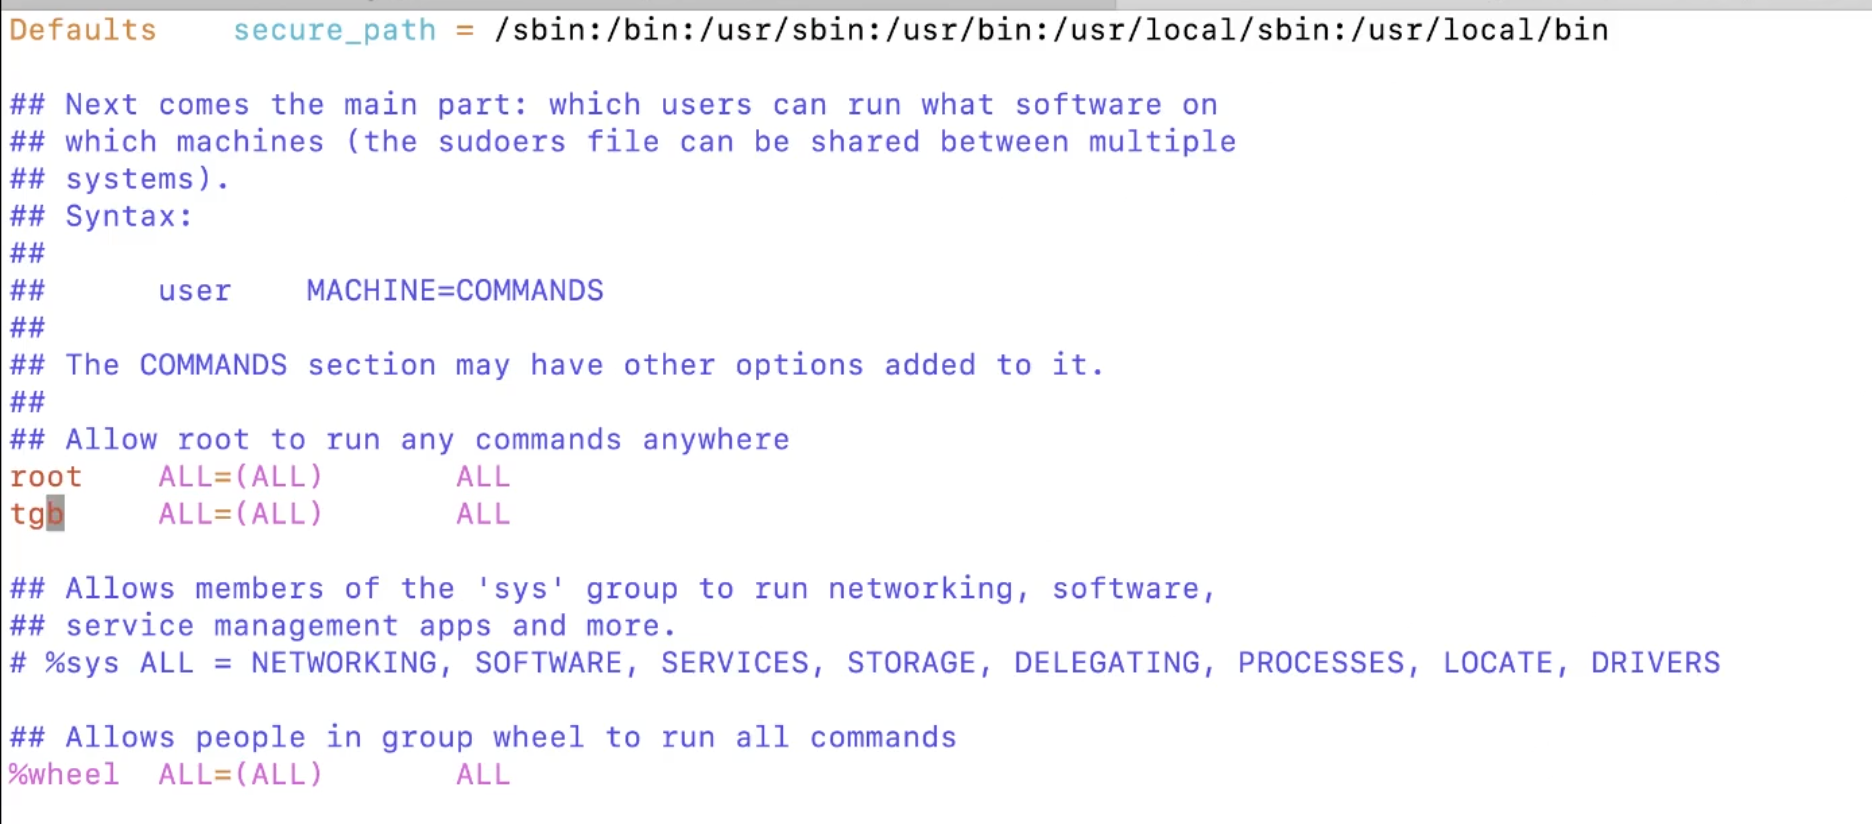 Defaults    secure_path = /sbin:/bin:/usr/sbin:/usr/bin:/usr/local/sbin:/usr/local/bin
## Next comes the main part: which users can run what software on
## which machines (the sudoers file can be shared between multiple
## systems).
## Syntax:
##
##      user    MACHINE=COMMANDS
##
## The COMMANDS section may have other options added to it.
##
## Allow root to run any commands anywhere
root    ALL=(ALL)       ALL
tgb     ALL=(ALL)       ALL
## Allows members of the 'sys' group to run networking, software,
## service management apps and more.
# %sys ALL = NETWORKING, SOFTWARE, SERVICES, STORAGE, DELEGATING, PROCESSES, LOCATE, DRIVERS
## Allows people in group wheel to run all commands
%wheel  ALL=(ALL)       ALL